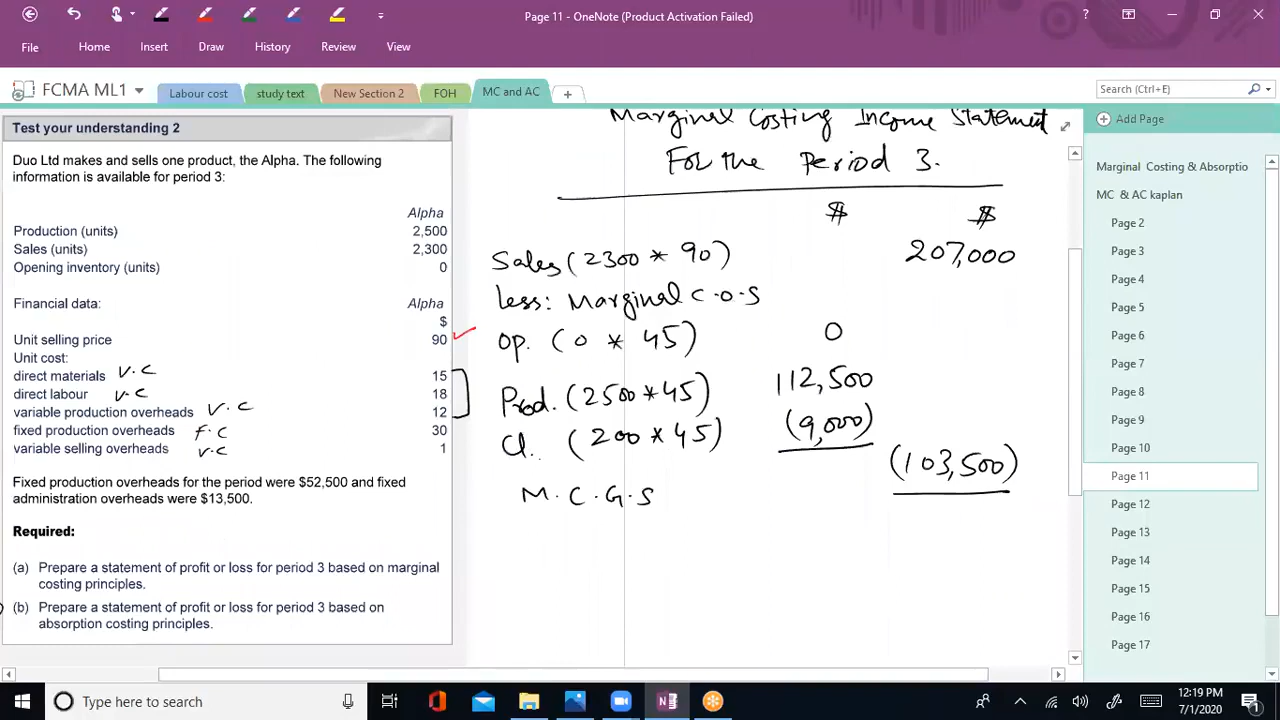 Page 11 - OneNote (Product Activation Failed)
File Home Insert Draw History Review View
FCMA ML1 Labour cost study text New Section 2 FOH MC and AC
Search (Ctrl+E)
Test your understanding 2
Duo Ltd makes and sells one product, the Alpha. The following
information is available for period 3:
Alpha
Production (units) 2,500
Sales (units) 2,300
Opening inventory (units) 0
Financial data: Alpha
$
Unit selling price 90
Unit cost:
direct materials v.c 15
direct labour v.c 18
variable production overheads v.c 12
fixed production overheads f.c 30
variable selling overheads v.c 1
Fixed production overheads for the period were $52,500 and fixed
administration overheads were $13,500.
Required:
(a) Prepare a statement of profit or loss for period 3 based on marginal
costing principles.
(b) Prepare a statement of profit or loss for period 3 based on
absorption costing principles.
Marginal Costing Income Statement
For the Period 3.
$ $
Sales (2300 * 90) 207,000
less: Marginal C.O.S
Op. (0 * 45) 0
Prod. (2500*45) 112,500
Cl. (200 * 45) (9,000)
(103,500)
M.C.G.S
Add Page
Marginal Costing & Absorptio
MC & AC kaplan
Page 2
Page 3
Page 4
Page 5
Page 6
Page 7
Page 8
Page 9
Page 10
Page 11
Page 12
Page 13
Page 14
Page 15
Page 16
Page 17
Type here to search
12:19 PM
7/1/2020